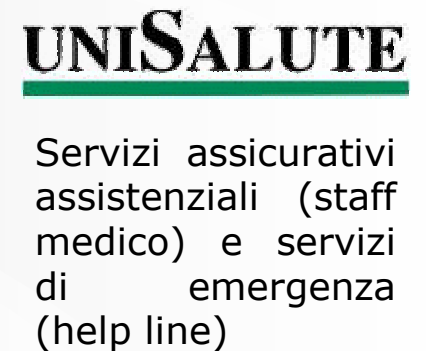 UNISALUTE
Servizi assicurativi
assistenziali (staff
medico) e servizi
di emergenza
(help line)